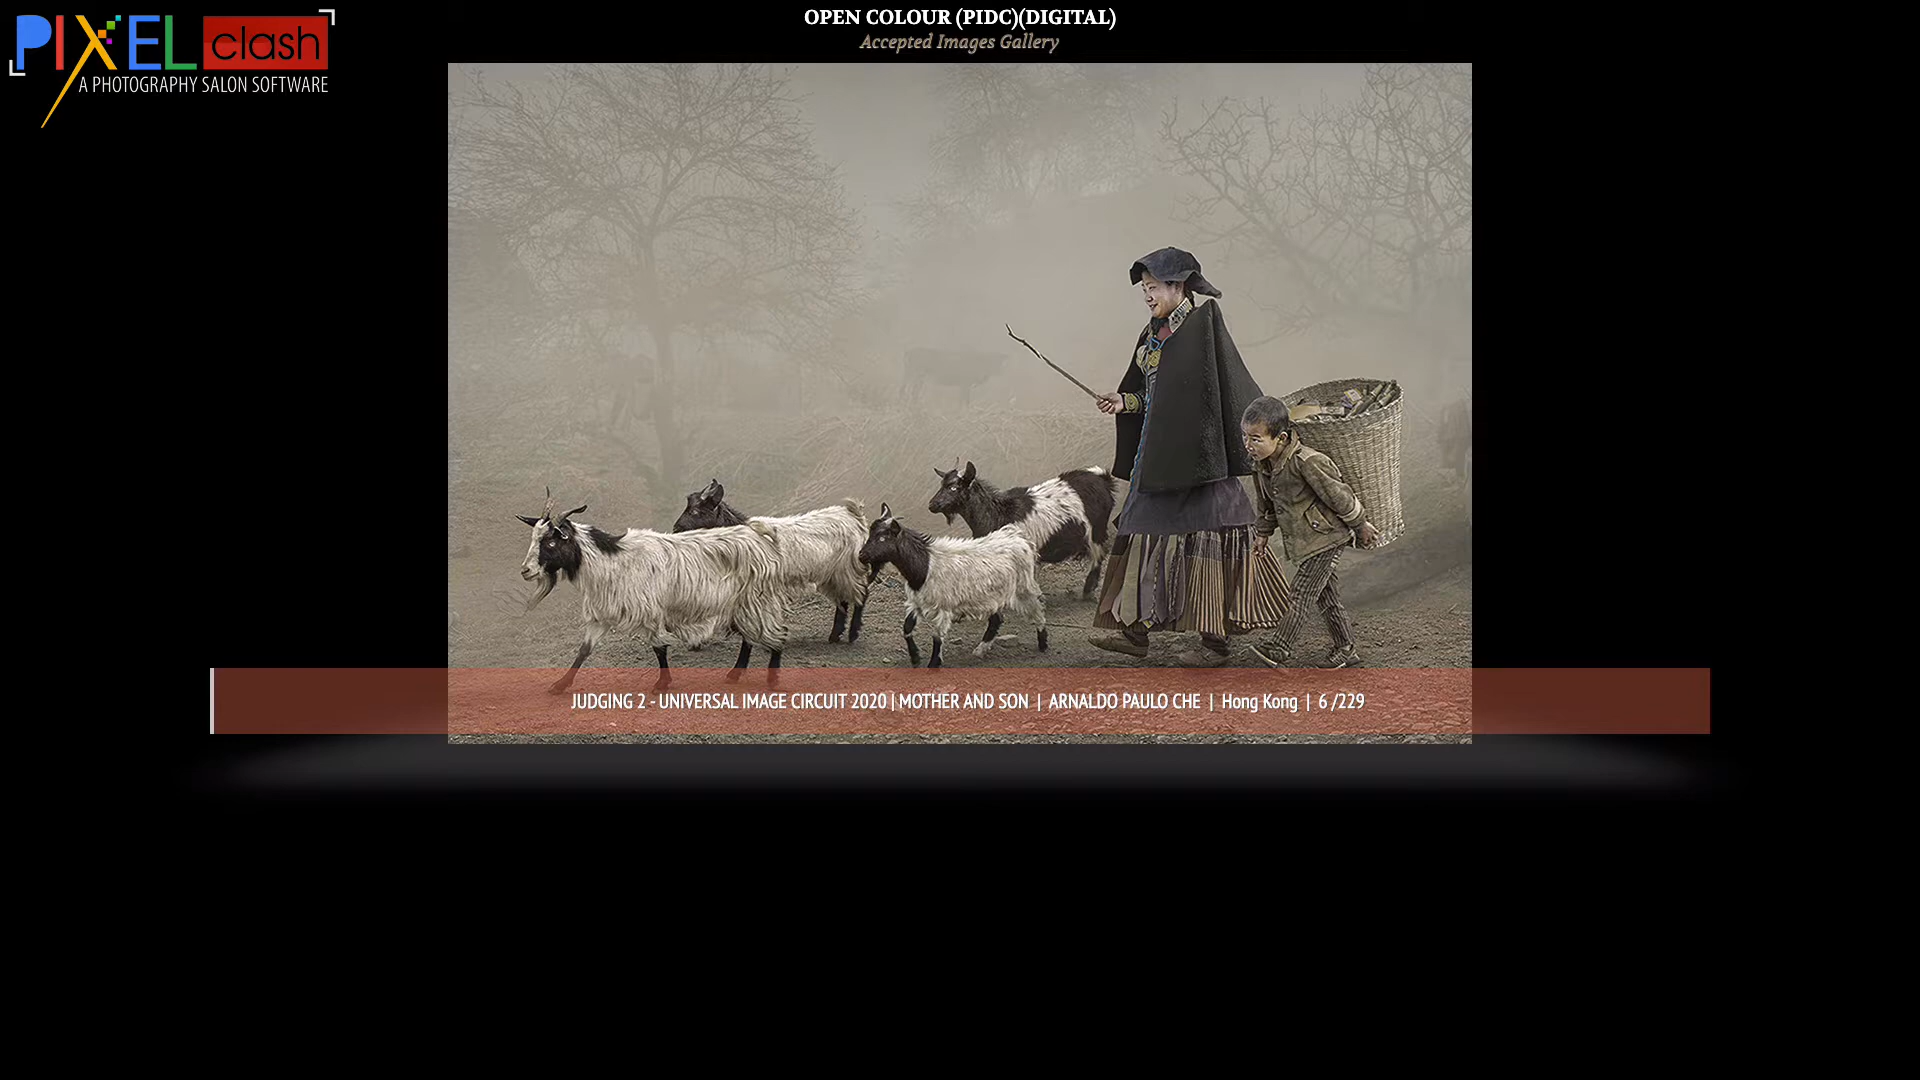 PIXEL clash
A PHOTOGRAPHY SALON SOFTWARE
OPEN COLOUR (PIDC)(DIGITAL)
Accepted Images Gallery
JUDGING 2 - UNIVERSAL IMAGE CIRCUIT 2020 | MOTHER AND SON | ARNALDO PAULO CHE | Hong Kong | 6 /229